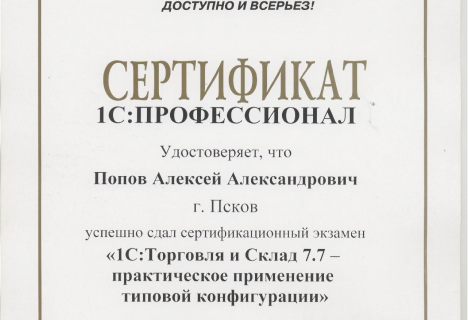 ДОСТУПНО И ВСЕРЬЕЗ!
СЕРТИФИКАТ
1С:ПРОФЕССИОНАЛ
Удостоверяет, что
Попов Алексей Александрович
г. Псков
успешно сдал сертификационный экзамен
«1С:Торговля и Склад 7.7 –
практическое применение
типовой конфигурации»